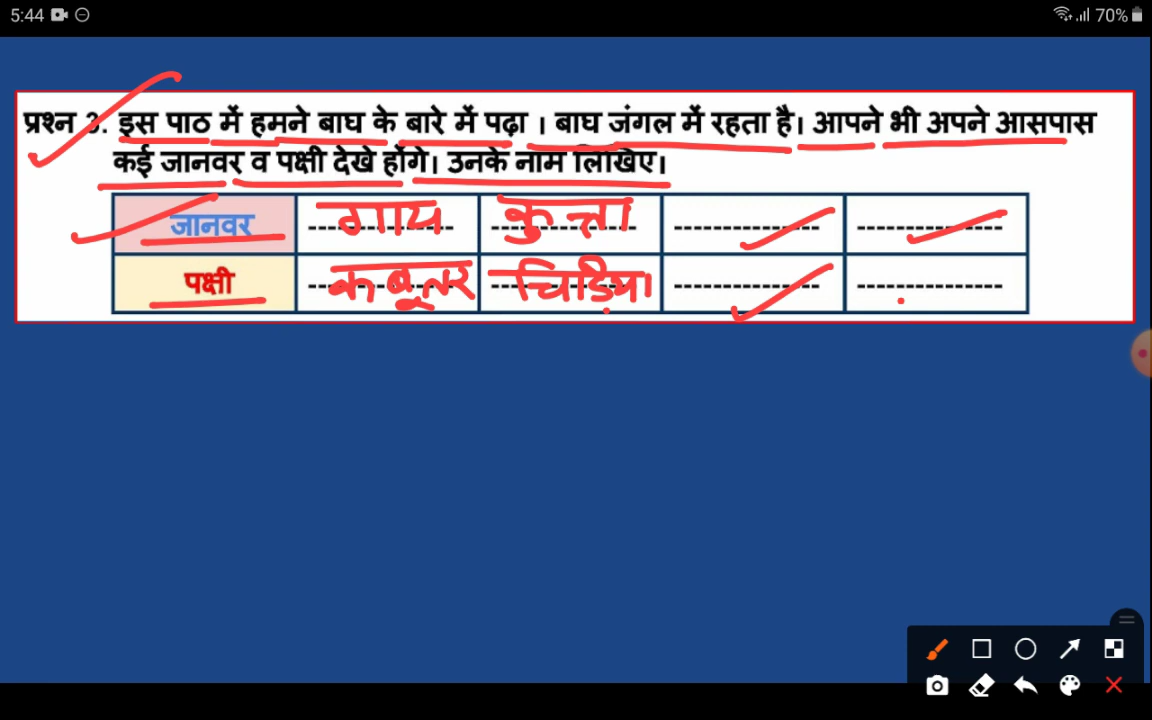 5:44
70%
प्रश्न 3. इस पाठ में हमने बाघ के बारे में पढ़ा । बाघ जंगल में रहता है। आपने भी अपने आसपास
कई जानवर व पक्षी देखे होंगे। उनके नाम लिखिए।
जानवर गाय कुत्ता --------------- ---------------
पक्षी कबूतर चिड़िया --------------- ---------------